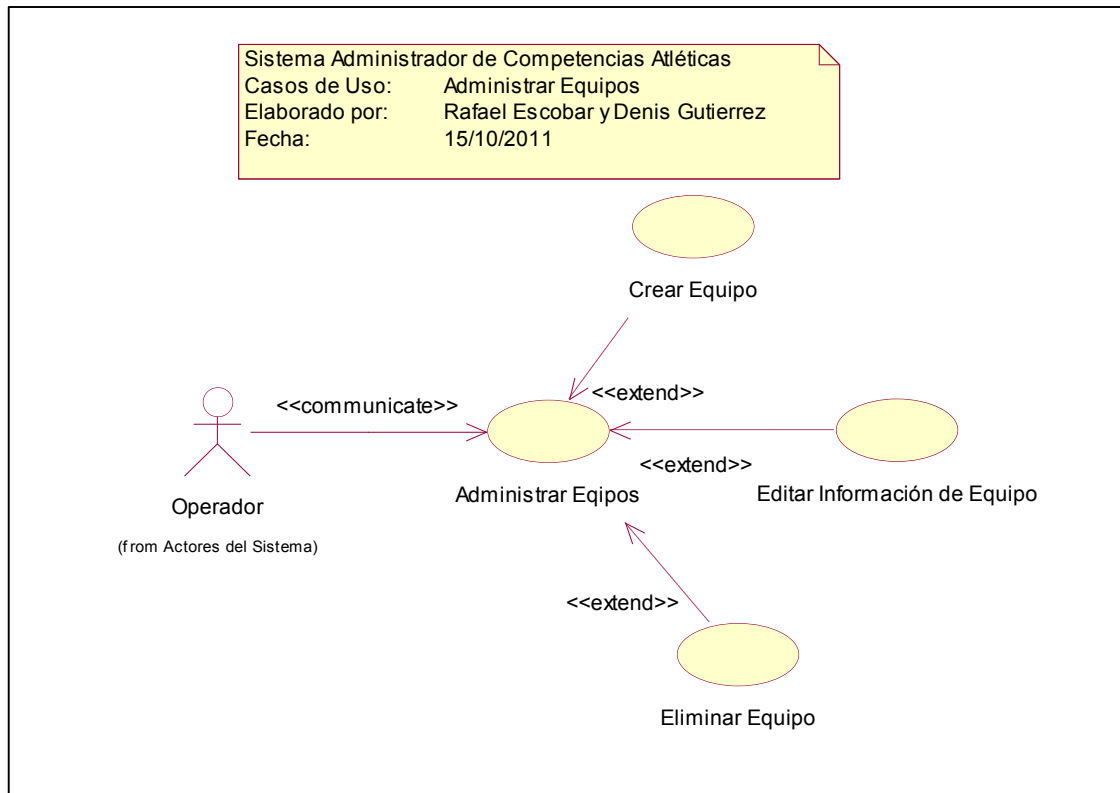 Sistema Administrador de Competencias Atléticas
Casos de Uso: Administrar Equipos
Elaborado por: Rafael Escobar y Denis Gutierrez
Fecha: 15/10/2011
Crear Equipo
<<communicate>>
<<extend>>
<<extend>>
Operador
(from Actores del Sistema)
Administrar Eqipos
Editar Información de Equipo
<<extend>>
Eliminar Equipo